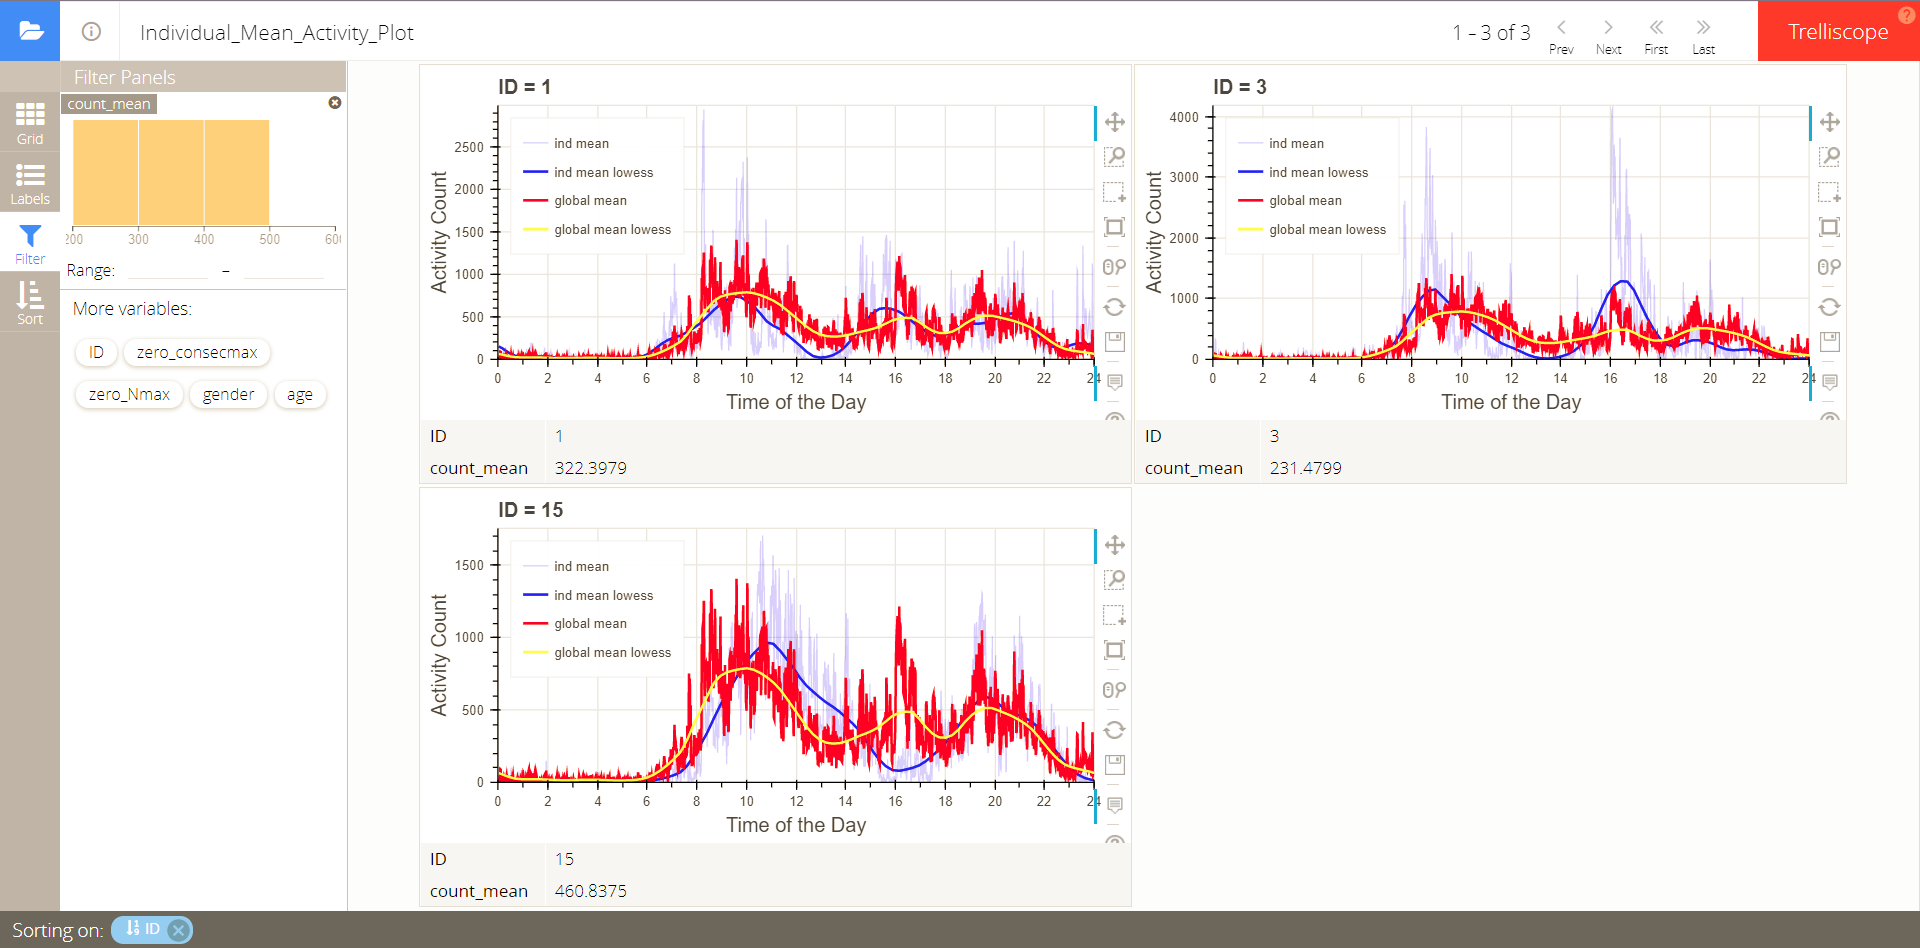 Individual_Mean_Activity_Plot
1 - 3 of 3
Prev
Next
First
Last
Trelliscope
?
Grid
Labels
Filter
Sort
Filter Panels
count_mean
200 300 400 500 600
Range: –
More variables:
ID zero_consecmax
zero_Nmax gender age
ID = 1
Activity Count
2500
2000
1500
1000
500
0
ind mean
ind mean lowess
global mean
global mean lowess
0 2 4 6 8 10 12 14 16 18 20 22 24
Time of the Day
ID 1
count_mean 322.3979
ID = 3
Activity Count
4000
3000
2000
1000
0
ind mean
ind mean lowess
global mean
global mean lowess
0 2 4 6 8 10 12 14 16 18 20 22 24
Time of the Day
ID 3
count_mean 231.4799
ID = 15
Activity Count
1500
1000
500
0
ind mean
ind mean lowess
global mean
global mean lowess
0 2 4 6 8 10 12 14 16 18 20 22 24
Time of the Day
ID 15
count_mean 460.8375
Sorting on: ID